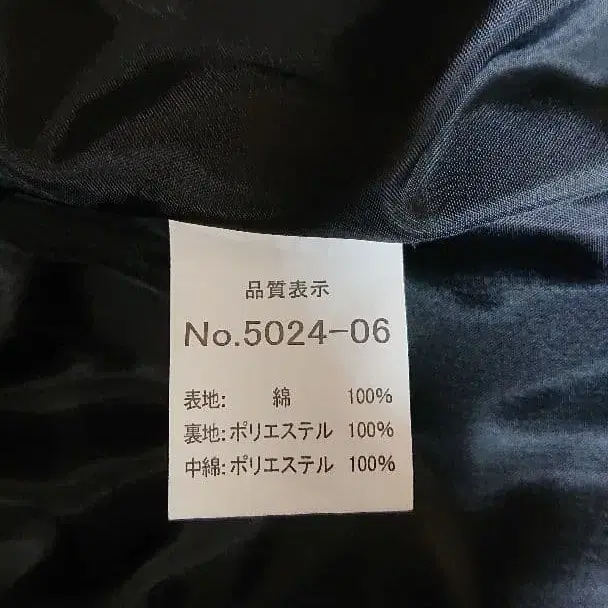 品質表示
No.5024-06
表地: 綿 100%
裏地:ポリエステル 100%
中綿:ポリエステル 100%